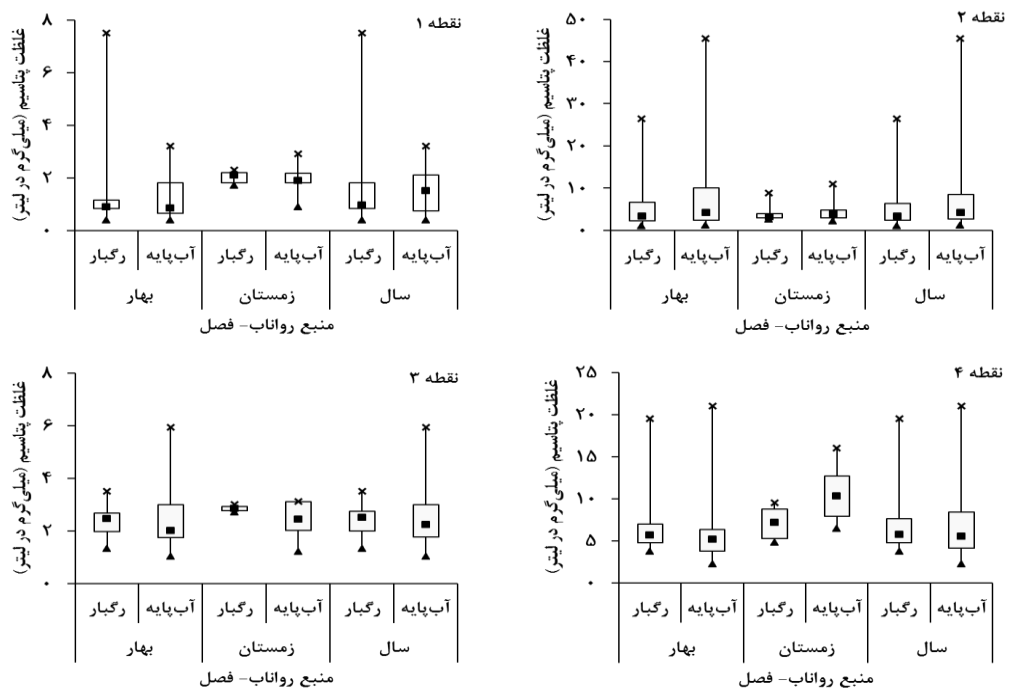 نقطه ۱
غلظت پتاسیم (میلی‌گرم در لیتر)
۸
۶
۴
۲
۰
رگبار آب‌پایه رگبار آب‌پایه رگبار آب‌پایه
بهار زمستان سال
منبع رواناب- فصل
نقطه ۲
غلظت پتاسیم (میلی‌گرم در لیتر)
۵۰
۴۰
۳۰
۲۰
۱۰
۰
رگبار آب‌پایه رگبار آب‌پایه رگبار آب‌پایه
بهار زمستان سال
منبع رواناب- فصل
نقطه ۳
غلظت پتاسیم (میلی‌گرم در لیتر)
۸
۶
۴
۲
۰
رگبار آب‌پایه رگبار آب‌پایه رگبار آب‌پایه
بهار زمستان سال
منبع رواناب- فصل
نقطه ۴
غلظت پتاسیم (میلی‌گرم در لیتر)
۲۵
۲۰
۱۵
۱۰
۵
۰
رگبار آب‌پایه رگبار آب‌پایه رگبار آب‌پایه
بهار زمستان سال
منبع رواناب- فصل